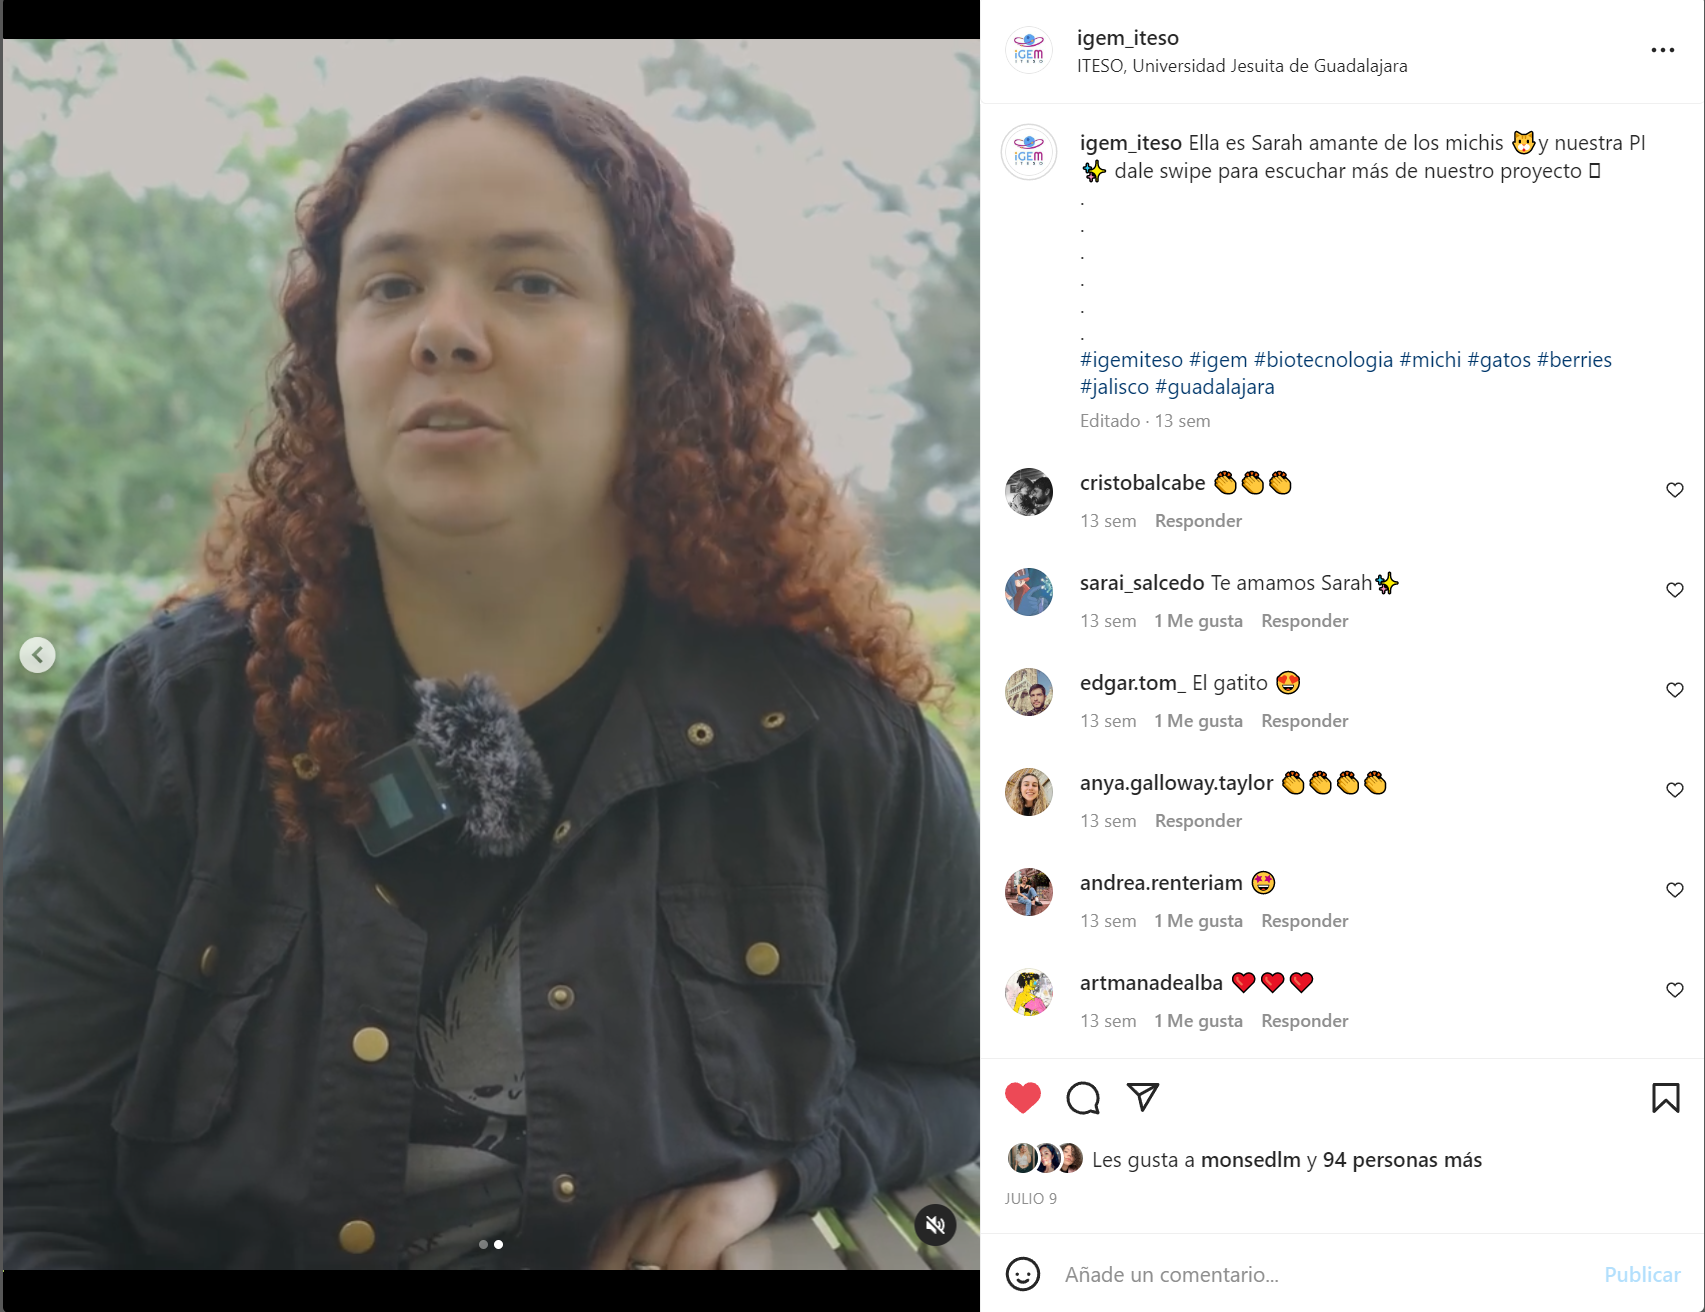 igem_iteso
ITESO, Universidad Jesuita de Guadalajara
iGEM
ITESO
igem_iteso Ella es Sarah amante de los michis 🐱y nuestra PI
✨ dale swipe para escuchar más de nuestro proyecto
.
.
.
.
.
.
#igemiteso #igem #biotecnologia #michi #gatos #berries
#jalisco #guadalajara
Editado · 13 sem
cristobalcabe 👏👏👏
13 sem Responder
sarai_salcedo Te amamos Sarah✨
13 sem 1 Me gusta Responder
edgar.tom_ El gatito 😍
13 sem 1 Me gusta Responder
anya.galloway.taylor 👏👏👏👏
13 sem Responder
andrea.renteriam 🤩
13 sem 1 Me gusta Responder
artmanadealba ❤️❤️❤️
13 sem 1 Me gusta Responder
Les gusta a monsedlm y 94 personas más
JULIO 9
Añade un comentario...
Publicar